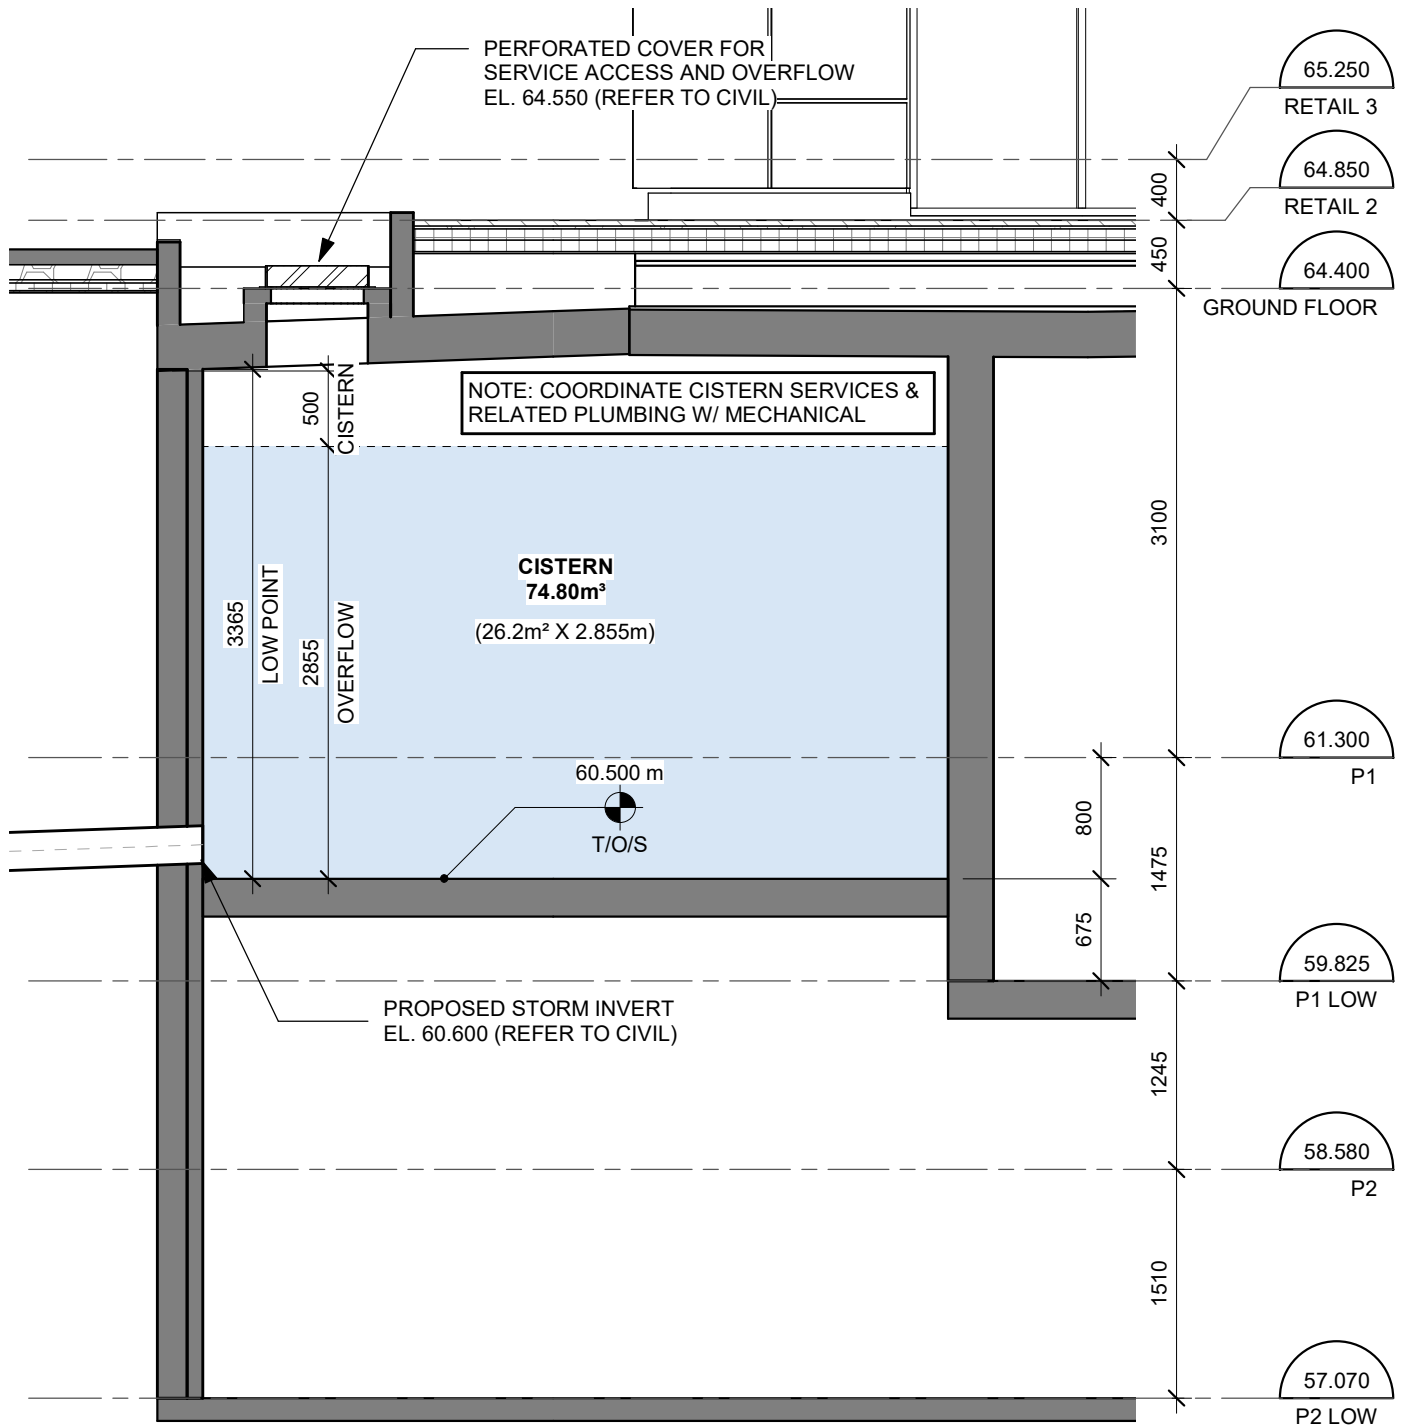 PERFORATED COVER FOR
SERVICE ACCESS AND OVERFLOW
EL. 64.550 (REFER TO CIVIL)
65.250
RETAIL 3
400
64.850
RETAIL 2
450
64.400
GROUND FLOOR
500
CISTERN
NOTE: COORDINATE CISTERN SERVICES &
RELATED PLUMBING W/ MECHANICAL
3100
CISTERN
74.80m³
(26.2m² X 2.855m)
3365
LOW POINT
2855
OVERFLOW
61.300
P1
60.500 m
T/O/S
800
1475
675
59.825
P1 LOW
PROPOSED STORM INVERT
EL. 60.600 (REFER TO CIVIL)
1245
58.580
P2
1510
57.070
P2 LOW